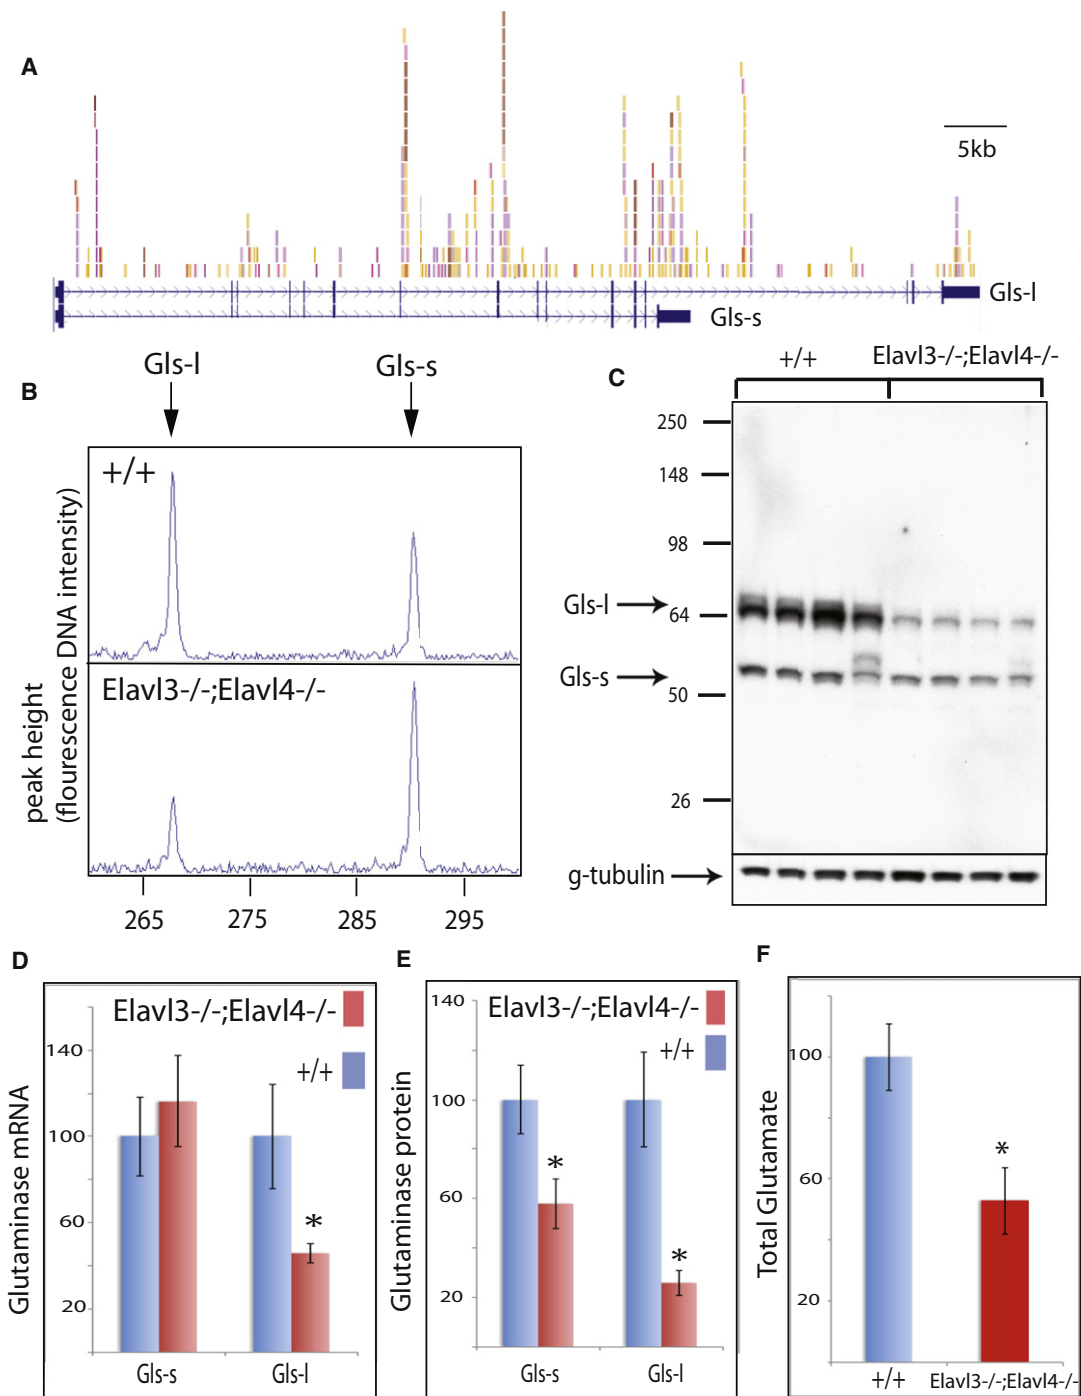 A
5kb
Gls-l
Gls-s
B
Gls-l
Gls-s
+/+
Elavl3-/-;Elavl4-/-
peak height
(flourescence DNA intensity)
265
275
285
295
C
+/+
Elavl3-/-;Elavl4-/-
250
148
98
Gls-l
64
Gls-s
50
26
g-tubulin
D
Elavl3-/-;Elavl4-/-
+/+
Glutaminase mRNA
140
100
60
20
Gls-s
Gls-l
E
Elavl3-/-;Elavl4-/-
+/+
Glutaminase protein
140
100
60
20
*
*
Gls-s
Gls-l
F
Total Glutamate
100
60
20
*
+/+
Elavl3-/-;Elavl4-/-
*